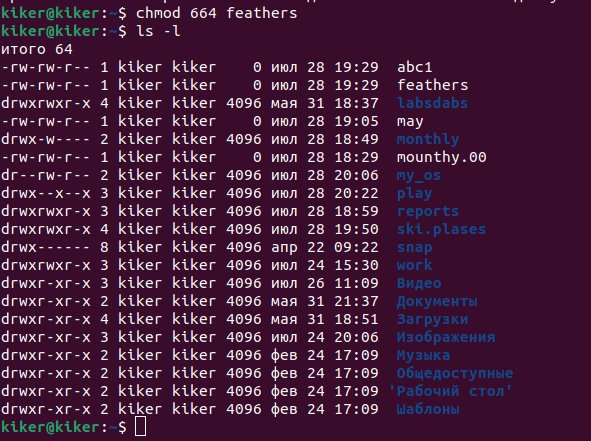 kiker@kiker:~$ chmod 664 feathers
kiker@kiker:~$ ls -l
итого 64
-rw-rw-r-- 1 kiker kiker    0 июл 28 19:29  abc1
-rw-rw-r-- 1 kiker kiker    0 июл 28 19:29  feathers
drwxrwxr-x 4 kiker kiker 4096 мая 31 18:37  labsdabs
-rw-rw-r-- 1 kiker kiker    0 июл 28 19:05  may
drwx-w---- 2 kiker kiker 4096 июл 28 18:49  monthly
-rw-rw-r-- 1 kiker kiker    0 июл 28 18:29  mounthy.00
dr--rw-r-- 2 kiker kiker 4096 июл 28 20:06  my_os
drwx--x--x 3 kiker kiker 4096 июл 28 20:22  play
drwxrwxr-x 3 kiker kiker 4096 июл 28 18:59  reports
drwxrwxr-x 4 kiker kiker 4096 июл 28 19:50  ski.plases
drwx------ 8 kiker kiker 4096 апр 22 09:22  snap
drwxrwxr-x 3 kiker kiker 4096 июл 24 15:30  work
drwxr-xr-x 3 kiker kiker 4096 июл 26 11:09  Видео
drwxr-xr-x 2 kiker kiker 4096 мая 31 21:37  Документы
drwxr-xr-x 4 kiker kiker 4096 мая 31 18:51  Загрузки
drwxr-xr-x 3 kiker kiker 4096 июл 24 20:06  Изображения
drwxr-xr-x 2 kiker kiker 4096 фев 24 17:09  Музыка
drwxr-xr-x 2 kiker kiker 4096 фев 24 17:09  Общедоступные
drwxr-xr-x 2 kiker kiker 4096 фев 24 17:09 'Рабочий стол'
drwxr-xr-x 2 kiker kiker 4096 фев 24 17:09  Шаблоны
kiker@kiker:~$